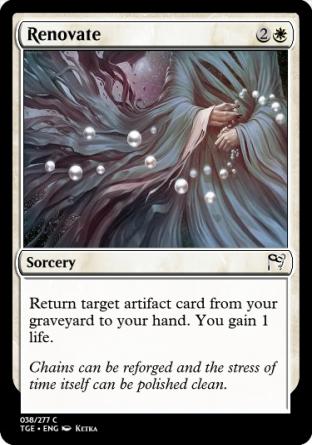 Renovate 2
Sorcery
Return target artifact card from your
graveyard to your hand. You gain 1
life.
Chains can be reforged and the stress of
time itself can be polished clean.
038/277 C
TGE • ENG Ketka